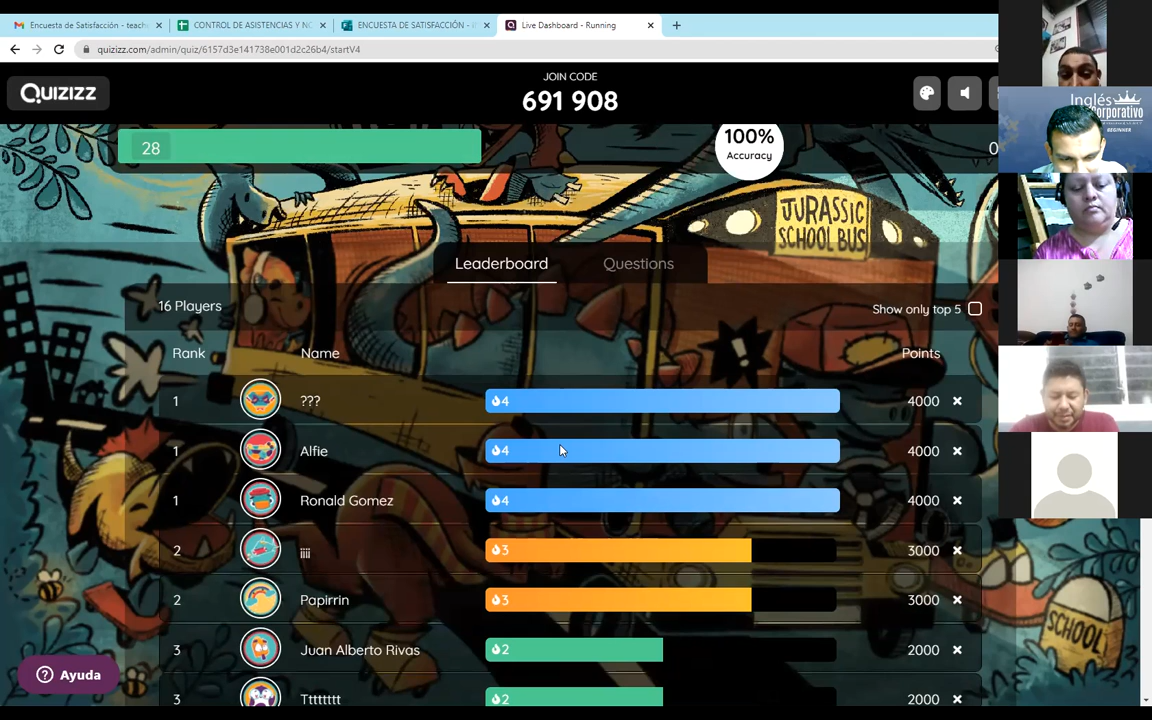 Encuesta de Satisfacción - teach
CONTROL DE ASISTENCIAS Y NO
ENCUESTA DE SATISFACCIÓN -
Live Dashboard - Running
quizizz.com/admin/quiz/6157d3e141738e001d2c26b4/startV4
Quizizz
JOIN CODE
691 908
28
100%
Accuracy
0
JURASSIC
SCHOOL BUS
Leaderboard
Questions
16 Players
Show only top 5
Rank
Name
Points
1 ??? 4 4000
1 Alfie 4 4000
1 Ronald Gomez 4 4000
2 iiii 3 3000
2 Papirrin 3 3000
3 Juan Alberto Rivas 2 2000
3 Tttttttt 2 2000
SCHOOL
Ayuda
Inglés
Corporativo
BEGINNER